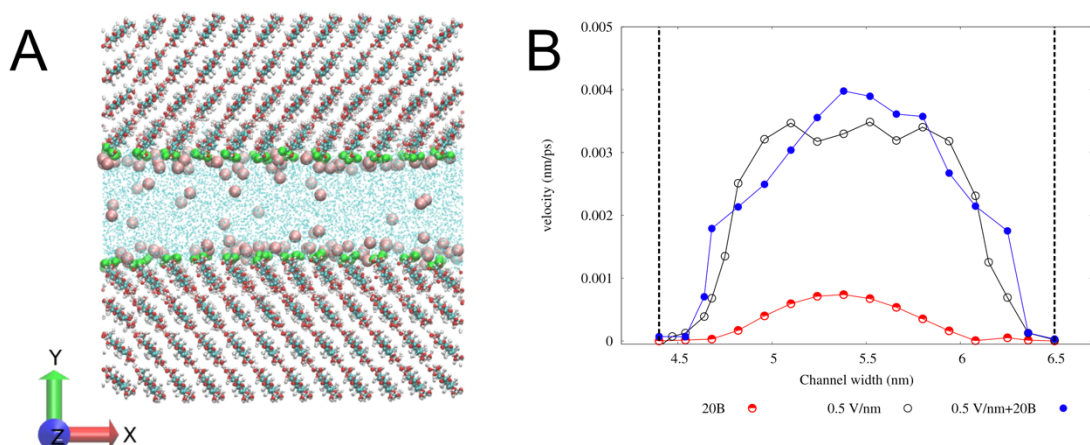 A
Y
Z
X
B
velocity (nm/ps)
0.005
0.004
0.003
0.002
0.001
0
4.5
5
5.5
6
6.5
Channel width (nm)
20B
0.5 V/nm
0.5 V/nm+20B